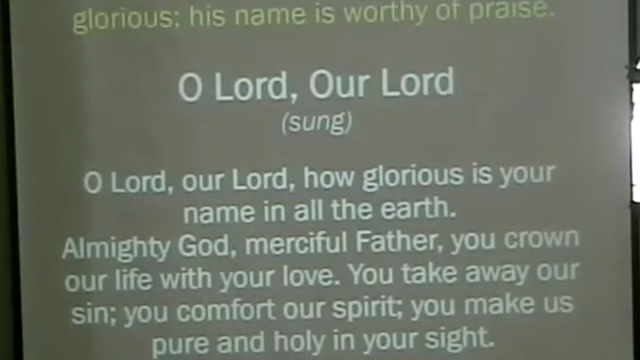 glorious; his name is worthy of praise.
O Lord, Our Lord
(sung)
O Lord, our Lord, how glorious is your
name in all the earth.
Almighty God, merciful Father, you crown
our life with your love. You take away our
sin; you comfort our spirit; you make us
pure and holy in your sight.